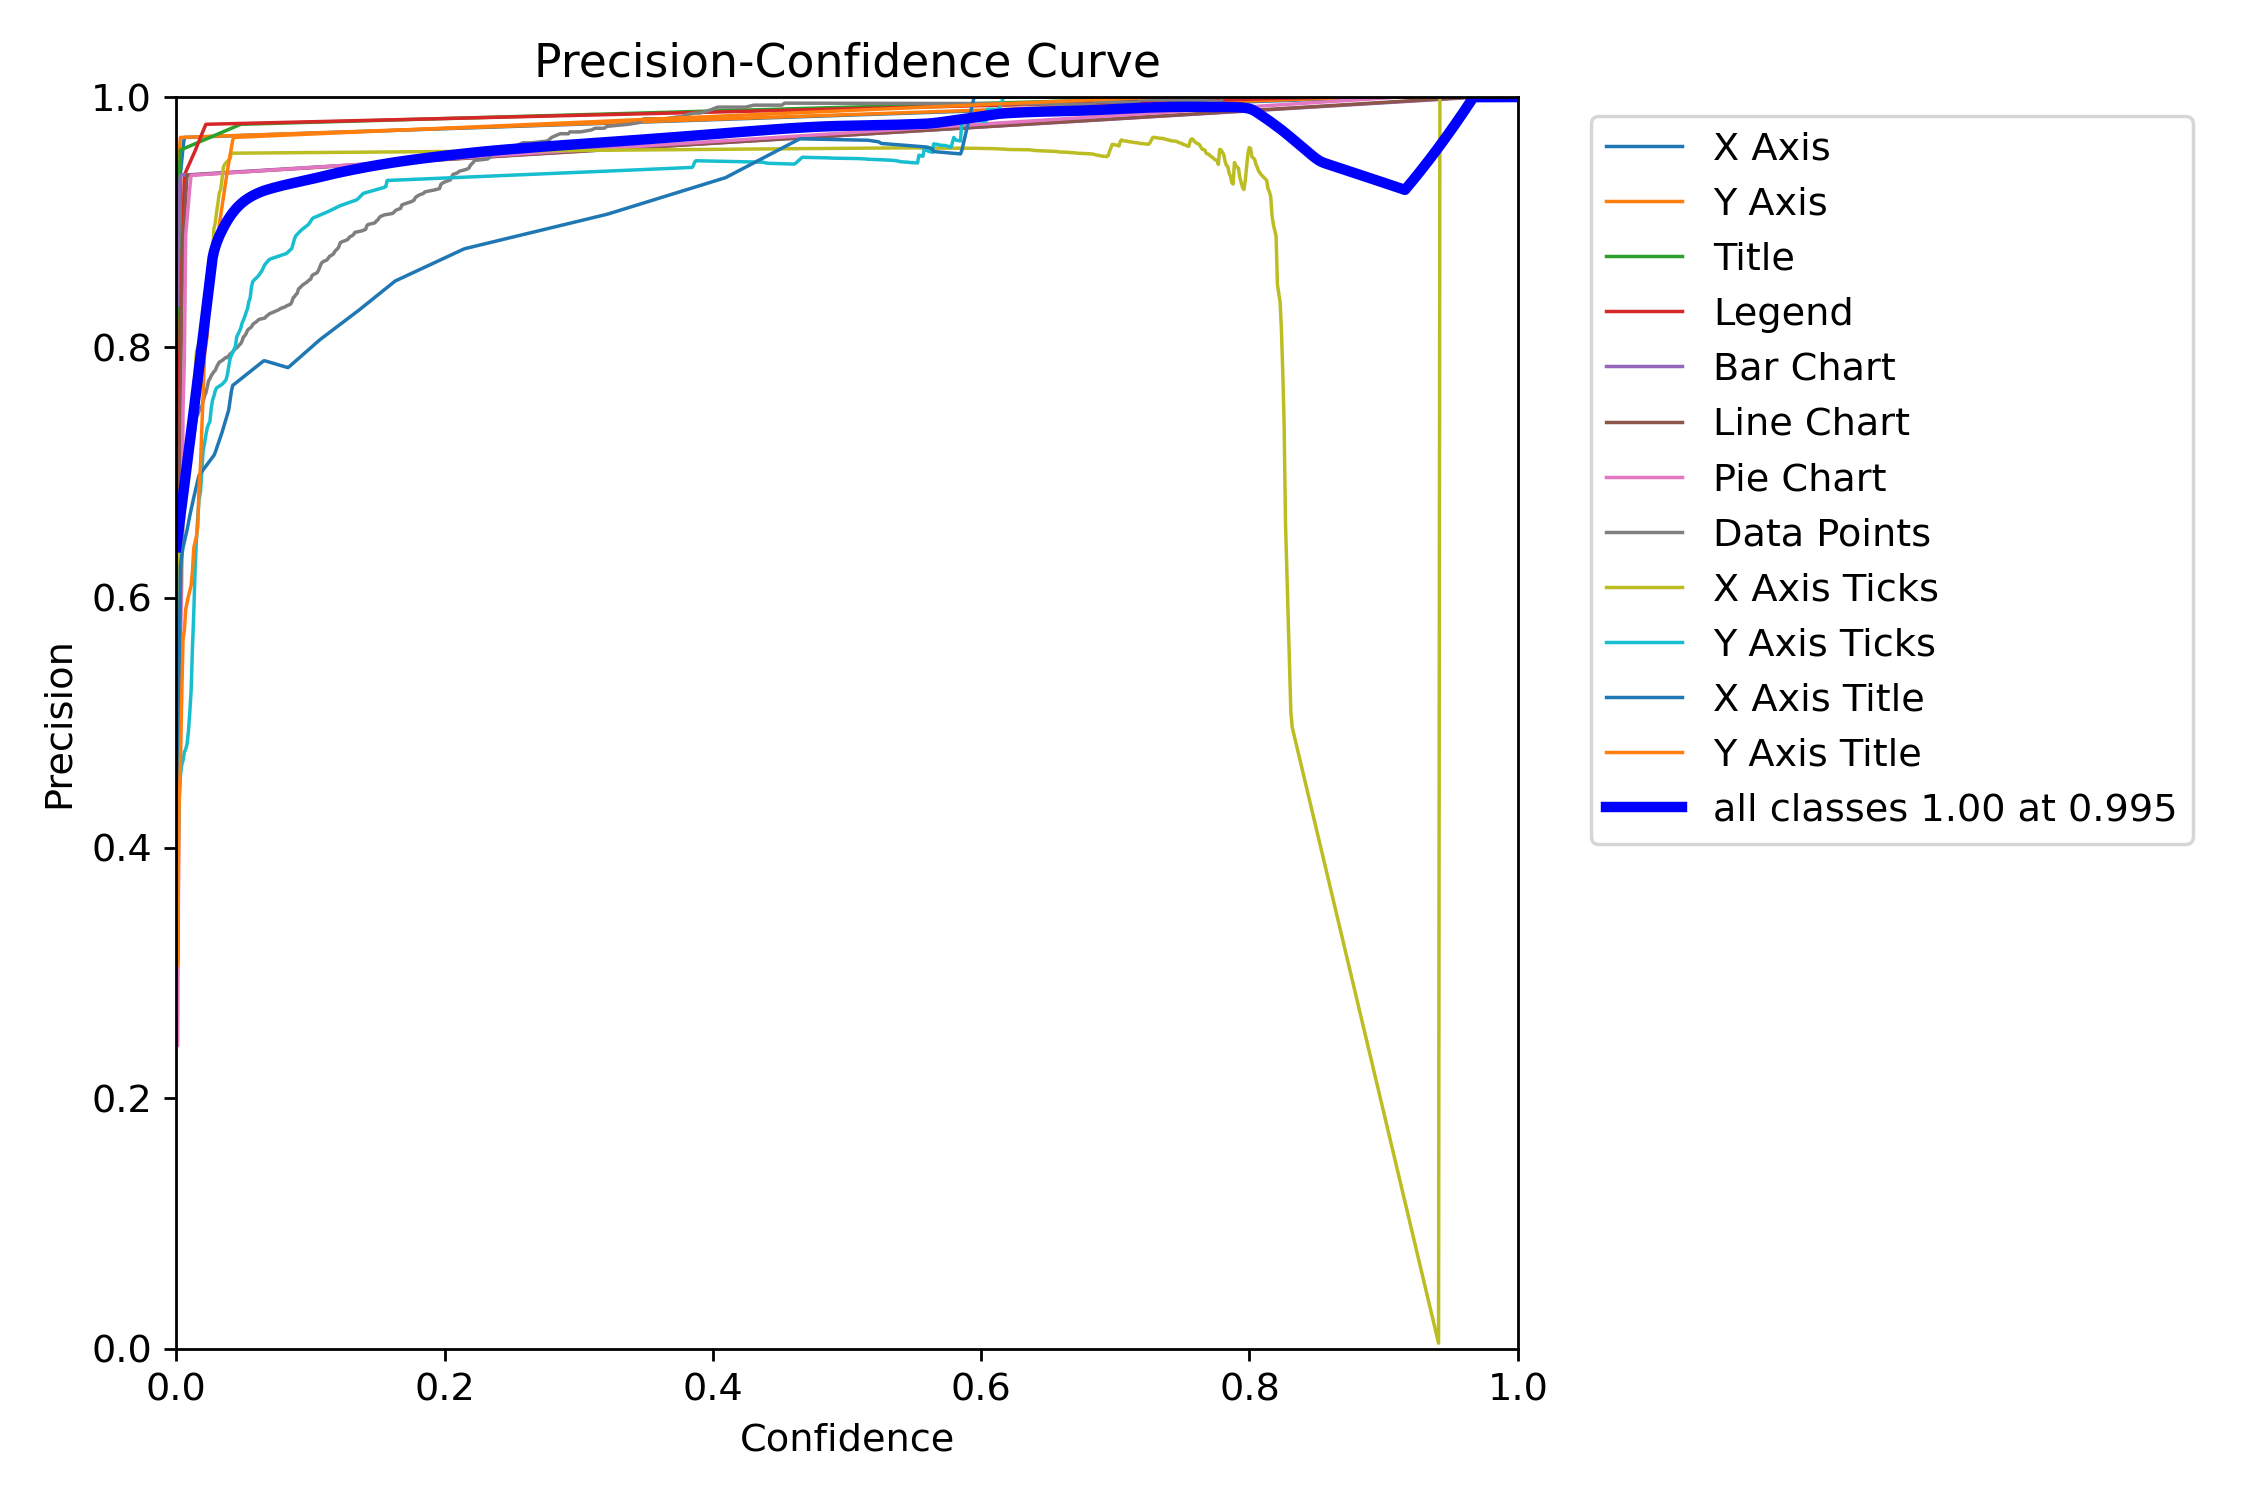 Precision-Confidence Curve
1.0
0.8
0.6
0.4
0.2
0.0
Precision
0.0 0.2 0.4 0.6 0.8 1.0
Confidence
X Axis
Y Axis
Title
Legend
Bar Chart
Line Chart
Pie Chart
Data Points
X Axis Ticks
Y Axis Ticks
X Axis Title
Y Axis Title
all classes 1.00 at 0.995